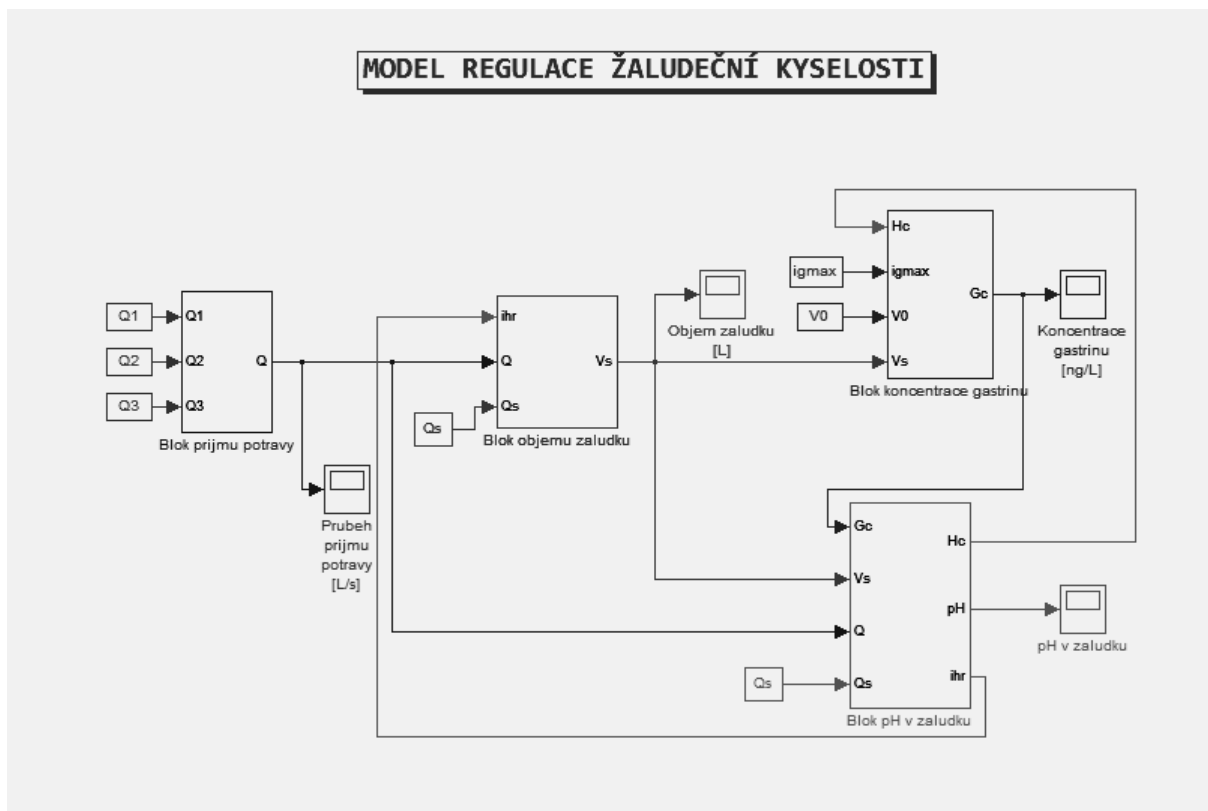 MODEL REGULACE ŽALUDEČNÍ KYSELOSTI
Q1
Q2
Q3
Q1
Q2
Q3
Q
Blok prijmu potravy
Prubeh
prijmu
potravy
[L/s]
Qs
ihr
Q
Qs
Vs
Blok objemu zaludku
Objem zaludku
[L]
igmax
V0
Hc
igmax
V0
Vs
Gc
Blok koncentrace gastrinu
Koncentrace
gastrinu
[ng/L]
Qs
Gc
Vs
Q
Qs
Hc
pH
ihr
Blok pH v zaludku
pH v zaludku